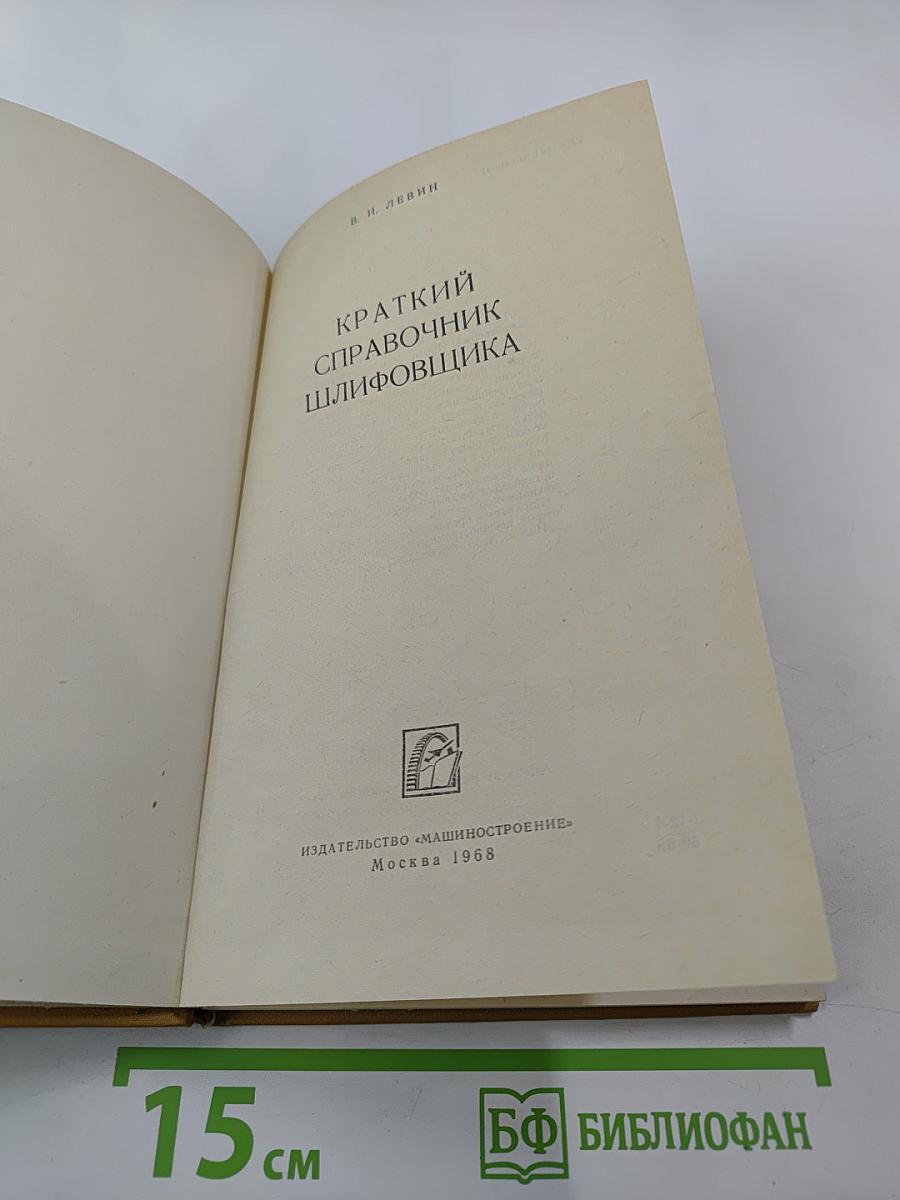 В. И. ЛЕВИН
КРАТКИЙ
СПРАВОЧНИК
ШЛИФОВЩИКА
ИЗДАТЕЛЬСТВО «МАШИНОСТРОЕНИЕ»
Москва 1968
15 см
БФ БИБЛИОФАН